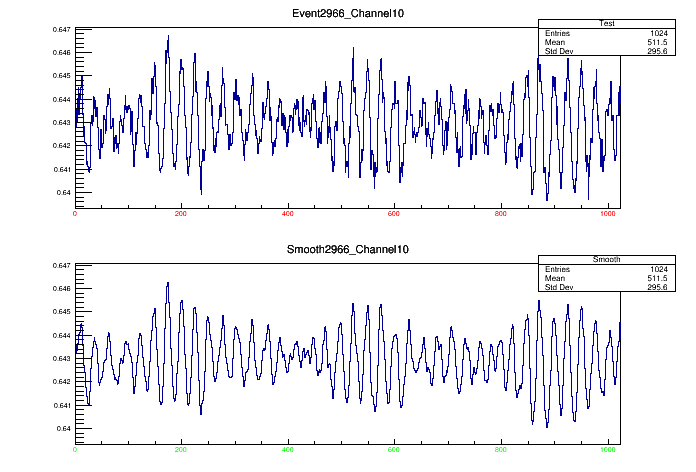 Event2966_Channel10
Test
Entries 1024
Mean 511.5
Std Dev 295.6
0.647
0.646
0.645
0.644
0.643
0.642
0.641
0.64
0 200 400 600 800 1000
Smooth2966_Channel10
Smooth
Entries 1024
Mean 511.5
Std Dev 295.6
0.647
0.646
0.645
0.644
0.643
0.642
0.641
0.64
0 200 400 600 800 1000